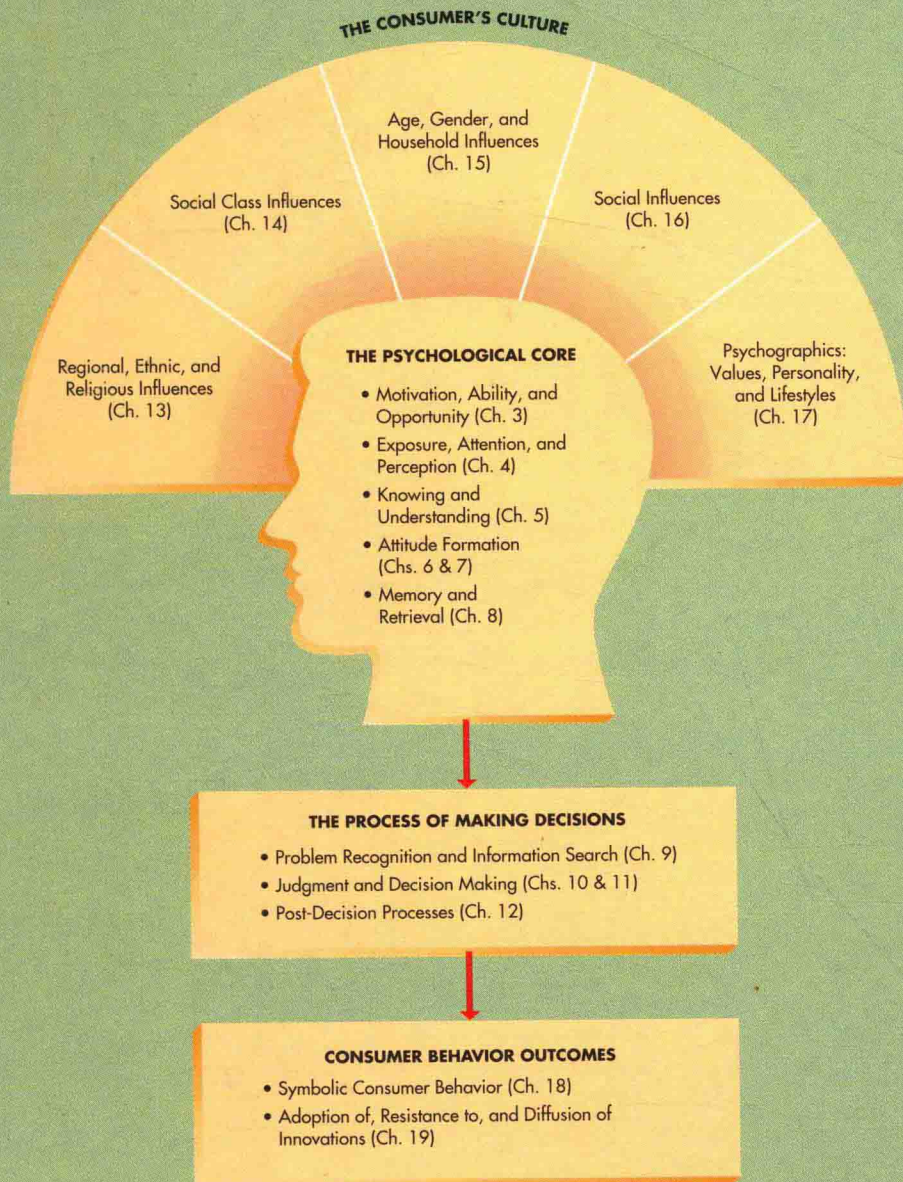 THE CONSUMER'S CULTURE
Regional, Ethnic, and
Religious Influences
(Ch. 13)
Social Class Influences
(Ch. 14)
Age, Gender, and
Household Influences
(Ch. 15)
Social Influences
(Ch. 16)
Psychographics:
Values, Personality,
and Lifestyles
(Ch. 17)
THE PSYCHOLOGICAL CORE
• Motivation, Ability, and
Opportunity (Ch. 3)
• Exposure, Attention, and
Perception (Ch. 4)
• Knowing and
Understanding (Ch. 5)
• Attitude Formation
(Chs. 6 & 7)
• Memory and
Retrieval (Ch. 8)
THE PROCESS OF MAKING DECISIONS
• Problem Recognition and Information Search (Ch. 9)
• Judgment and Decision Making (Chs. 10 & 11)
• Post-Decision Processes (Ch. 12)
CONSUMER BEHAVIOR OUTCOMES
• Symbolic Consumer Behavior (Ch. 18)
• Adoption of, Resistance to, and Diffusion of
Innovations (Ch. 19)